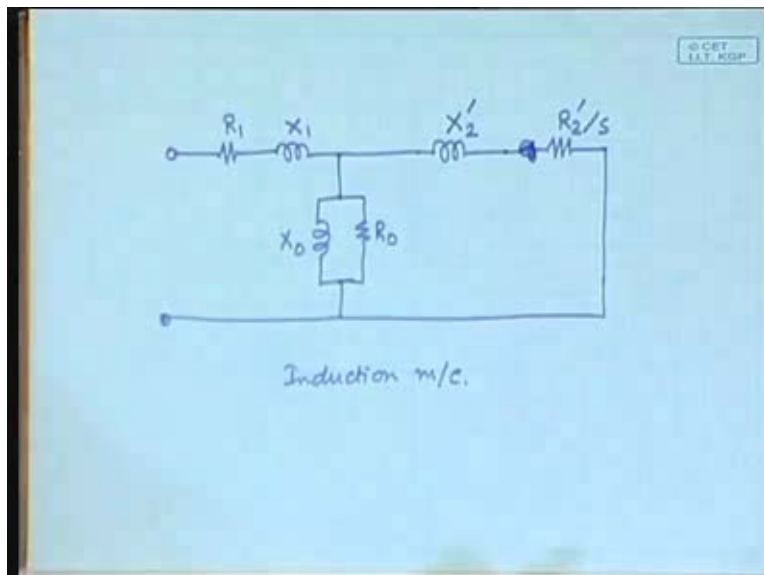 © CET
I.I.T. KGP
R₁ X₁ X₂′ R₂′/s
X₀ R₀
Induction m/c.